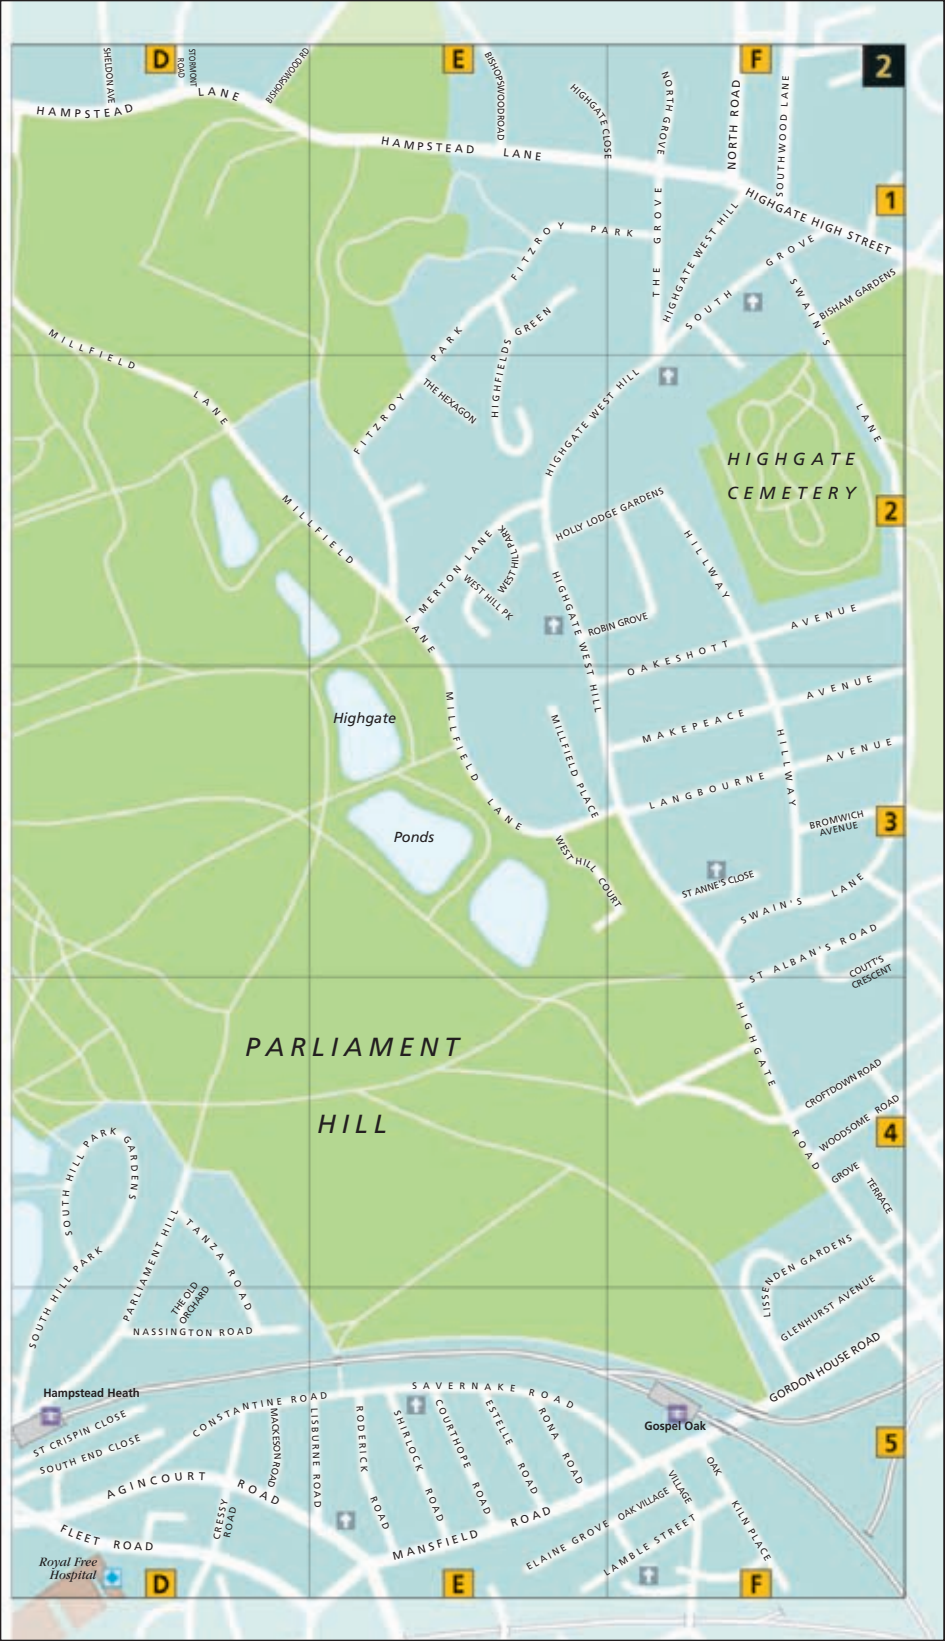 D
E
F
2
SHELDON AVE
STORMONT ROAD
BISHOPSWOOD RD
BISHOPSWOOD ROAD
HIGHGATE CLOSE
NORTH GROVE
NORTH ROAD
SOUTHWOOD LANE
HAMPSTEAD LANE
HAMPSTEAD LANE
1
HIGHGATE HIGH STREET
FITZROY PARK
THE GROVE
HIGHGATE WEST HILL
SOUTH GROVE
SWAIN'S LANE
BISHAM GARDENS
MILLFIELD LANE
FITZROY PARK
HIGHFIELDS GREEN
THE HEXAGON
HIGHGATE WEST HILL
HIGHGATE
CEMETERY
2
MILLFIELD LANE
MERTON LANE
WEST HILL PARK
WEST HILL PK
HOLLY LODGE GARDENS
HILLWAY
HIGHGATE WEST HILL
ROBIN GROVE
OAKESHOTT AVENUE
MAKEPEACE AVENUE
LANGBOURNE AVENUE
HILLWAY
Highgate
Ponds
MILLFIELD LANE
MILLFIELD PLACE
WEST HILL COURT
BROMWICH
AVENUE
3
ST ANNE'S CLOSE
SWAIN'S LANE
ST ALBAN'S ROAD
COUTT'S
CRESCENT
PARLIAMENT
HILL
HIGHGATE ROAD
CROFTDOWN ROAD
WOODSOME ROAD
4
GROVE TERRACE
SOUTH HILL PARK GARDENS
SOUTH HILL PARK
PARLIAMENT HILL
TANZA ROAD
THE OLD
ORCHARD
NASSINGTON ROAD
LISSENDEN GARDENS
GLENHURST AVENUE
GORDON HOUSE ROAD
Hampstead Heath
ST CRISPIN CLOSE
SOUTH END CLOSE
CONSTANTINE ROAD
SAVERNAKE ROAD
MACKESON ROAD
LISBURNE ROAD
RODERICK ROAD
SHIRLOCK ROAD
COURTHOPE ROAD
ESTELLE ROAD
RONA ROAD
Gospel Oak
5
AGINCOURT ROAD
CRESSY
ROAD
FLEET ROAD
MANSFIELD ROAD
ELAINE GROVE
OAK VILLAGE
VILLAGE
OAK
LAMBLE STREET
KILN PLACE
Royal Free
Hospital
D
E
F